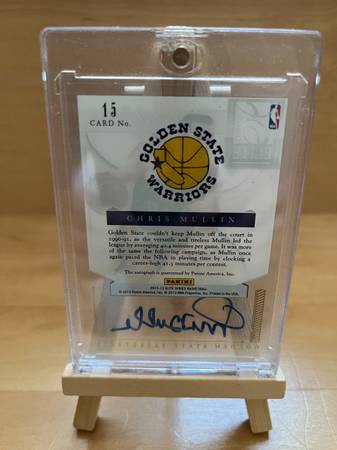 15
CARD No.
NBA
GOLDEN STATE
WARRIORS
CHRIS MULLIN
Golden State couldn't keep Mullin off the court in
1990-91, as the versatile and tireless Mullin led the
league by averaging 40.4 minutes per game. It was more
of the same the following campaign, as Mullin once
again paced the NBA in playing time by clocking a
career-high 41.3 minutes per contest.
The autograph is guaranteed by Panini America, Inc.
PANINI